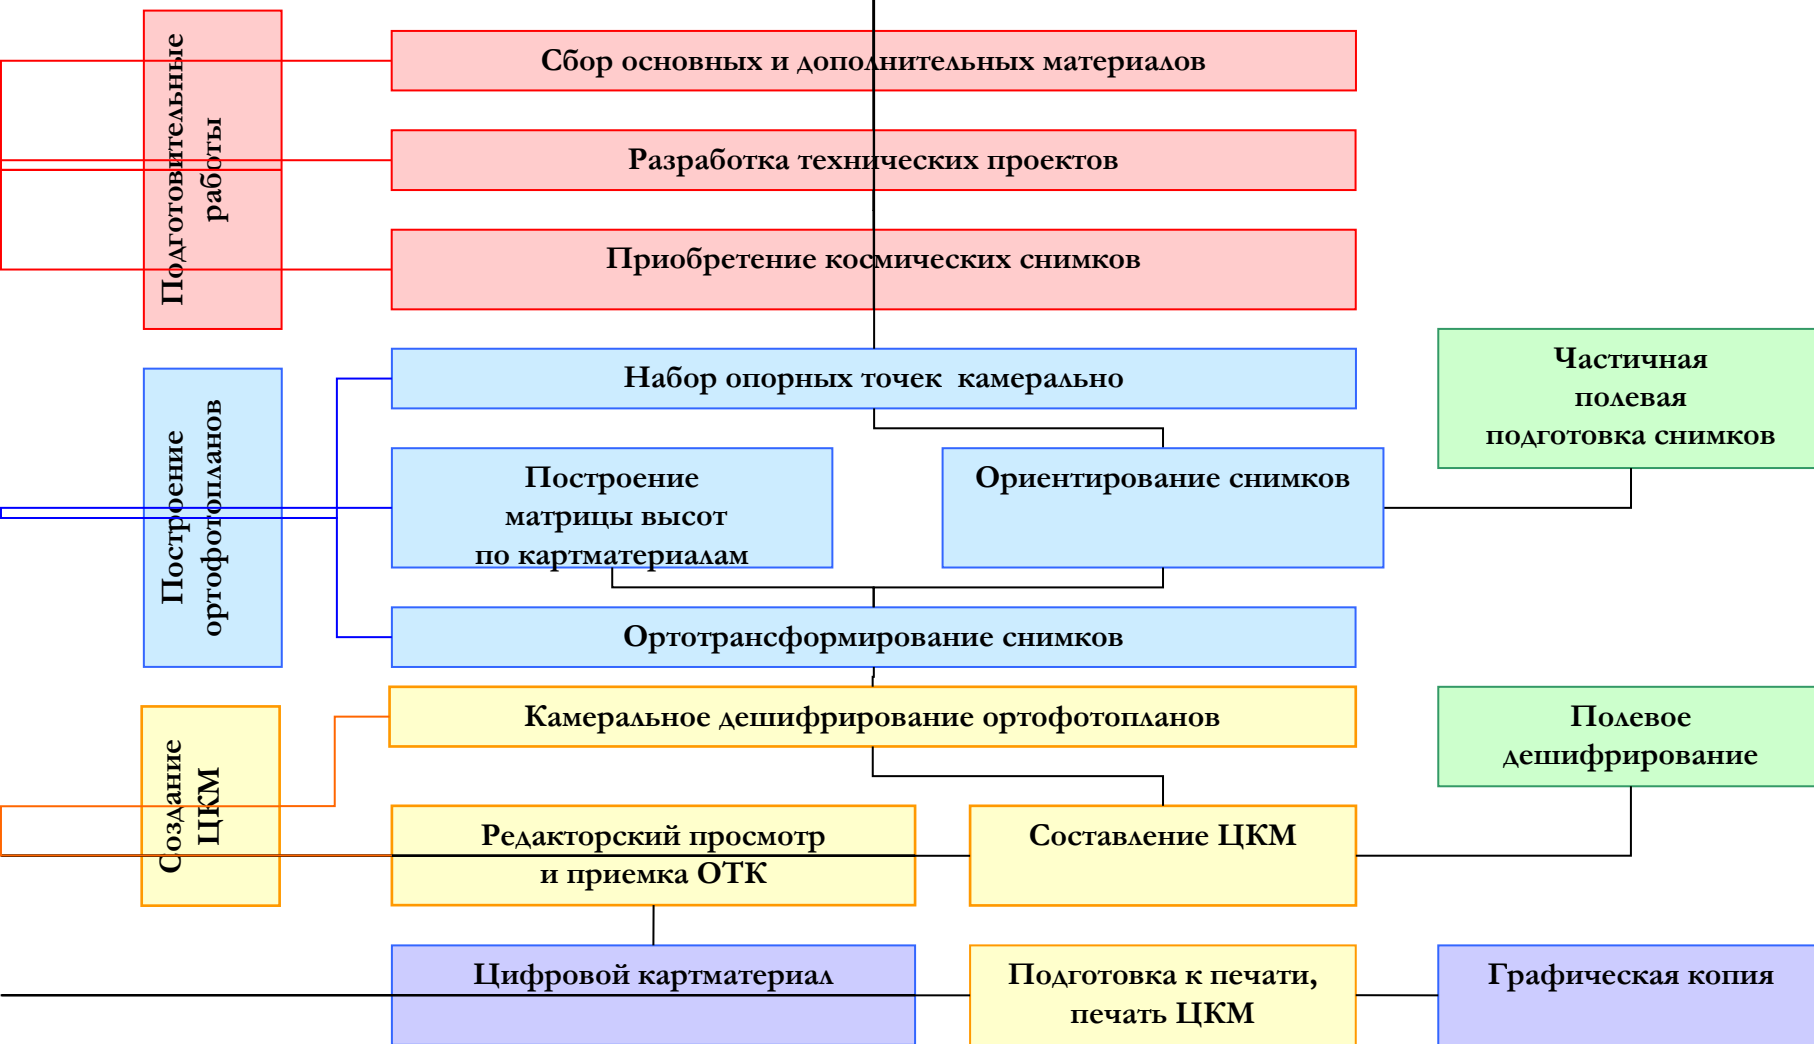 Подготовительные
работы
Сбор основных и дополнительных материалов
Разработка технических проектов
Приобретение космических снимков
Построение
ортофотопланов
Набор опорных точек  камерально
Частичная
полевая
подготовка снимков
Построение
матрицы высот
по картматериалам
Ориентирование снимков
Ортотрансформирование снимков
Создание
ЦКМ
Камеральное дешифрирование ортофотопланов
Полевое
дешифрирование
Редакторский просмотр
и приемка ОТК
Составление ЦКМ
Цифровой картматериал
Подготовка к печати,
печать ЦКМ
Графическая копия